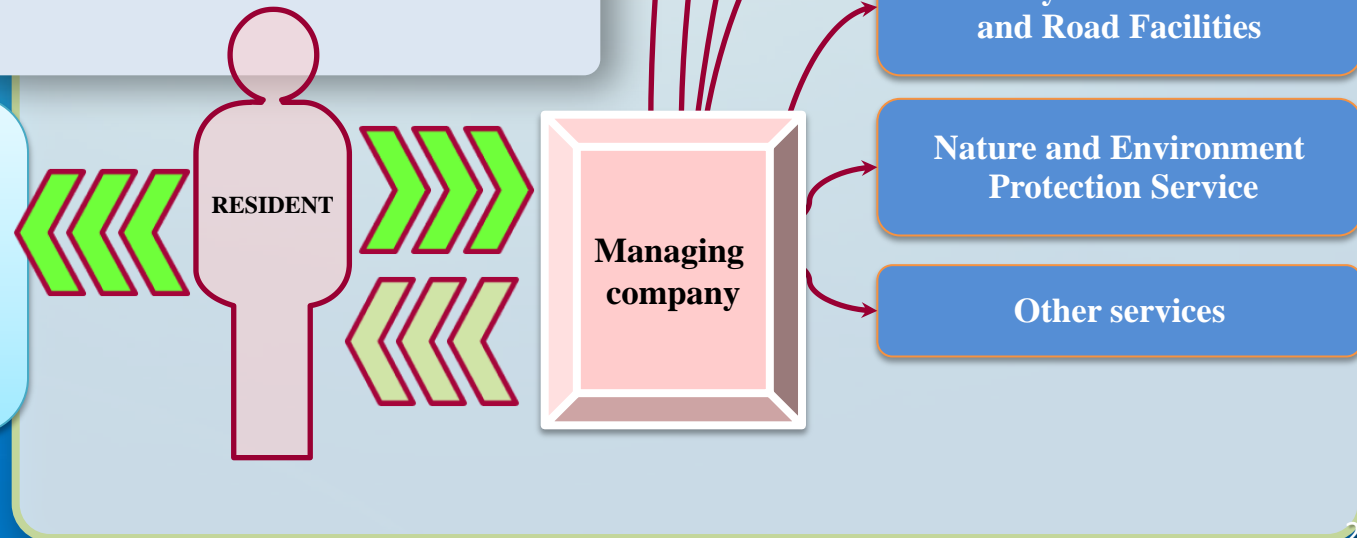 and Road Facilities
Nature and Environment
Protection Service
RESIDENT
Managing
company
Other services